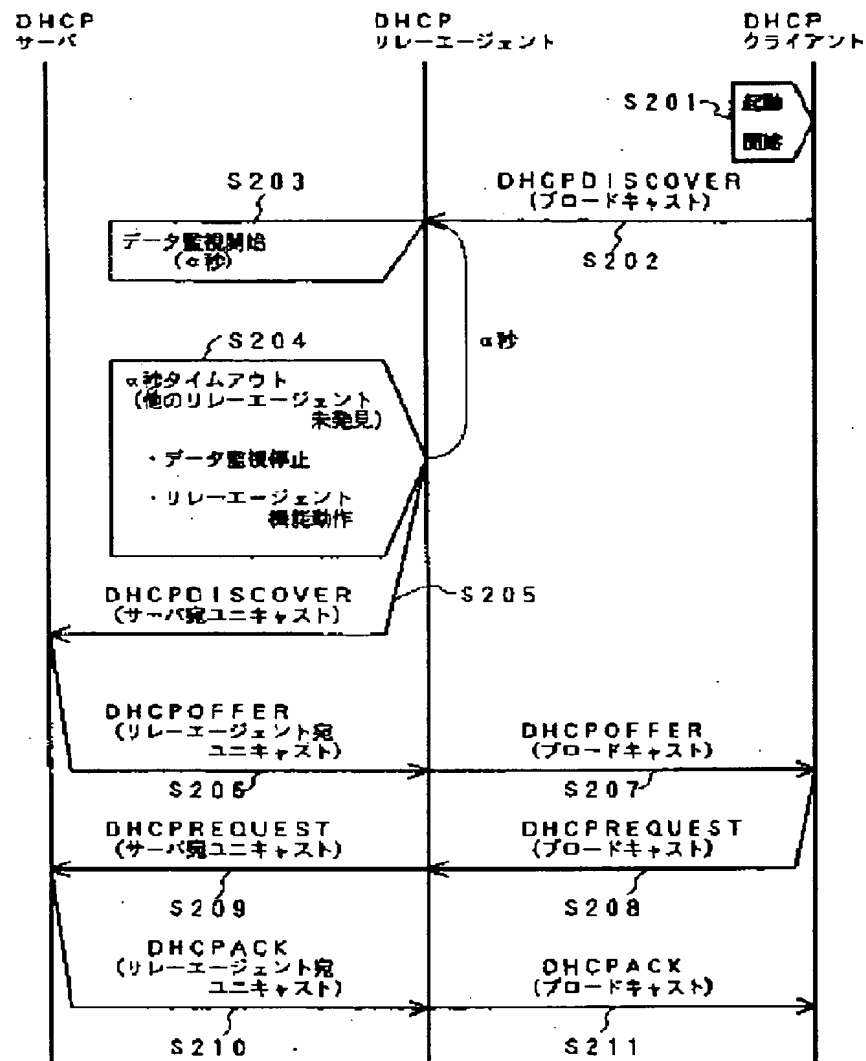 DHCP
サーバ
DHCP
リレーエージェント
DHCP
クライアント
S201
起動
開始
S203
DHCPDISCOVER
(ブロードキャスト)
データ監視開始
(α秒)
S202
S204
α秒
α秒タイムアウト
(他のリレーエージェント
未発見)
・データ監視停止
・リレーエージェント
機能動作
DHCPDISCOVER
(サーバ宛ユニキャスト)
S205
DHCPOFFER
(リレーエージェント宛
ユニキャスト)
DHCPOFFER
(ブロードキャスト)
S206
S207
DHCPREQUEST
(サーバ宛ユニキャスト)
DHCPREQUEST
(ブロードキャスト)
S209
S208
DHCPACK
(リレーエージェント宛
ユニキャスト)
DHCPACK
(ブロードキャスト)
S210
S211